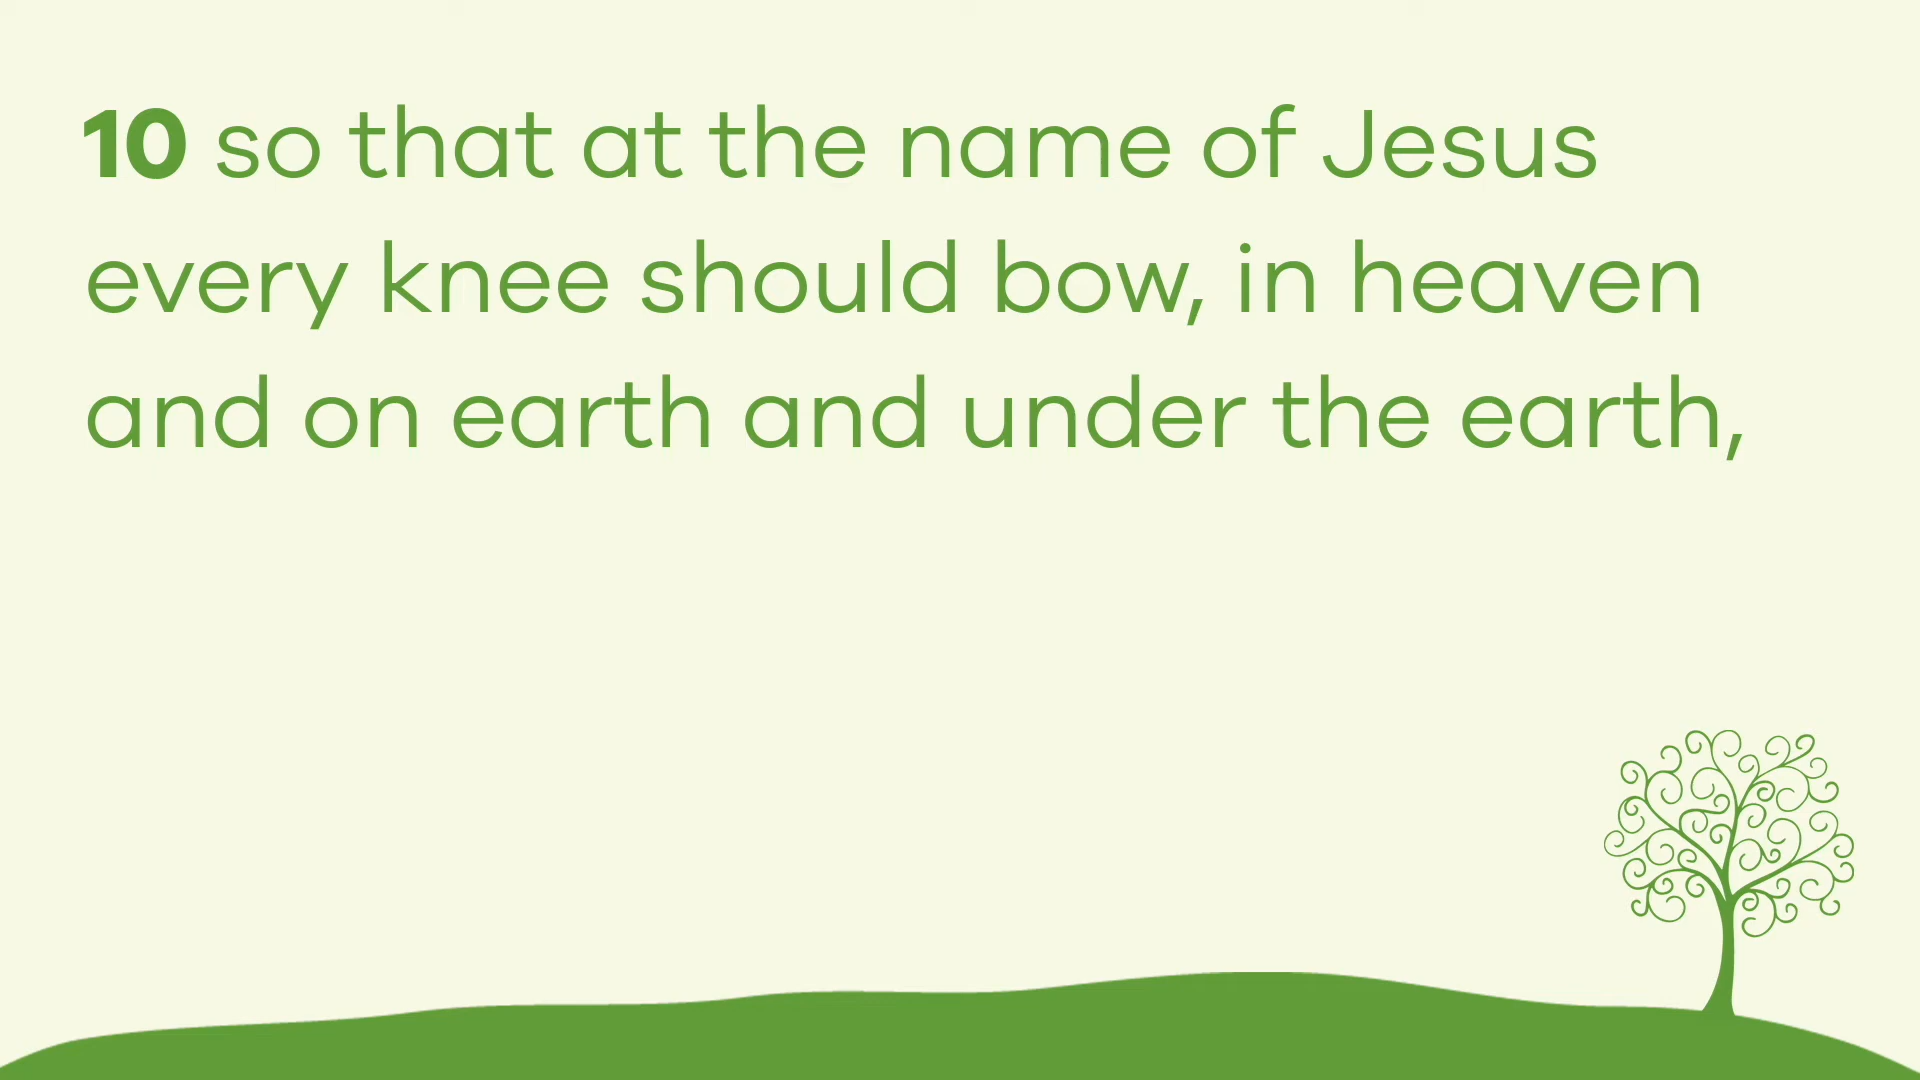 10 so that at the name of Jesus
every knee should bow, in heaven
and on earth and under the earth,